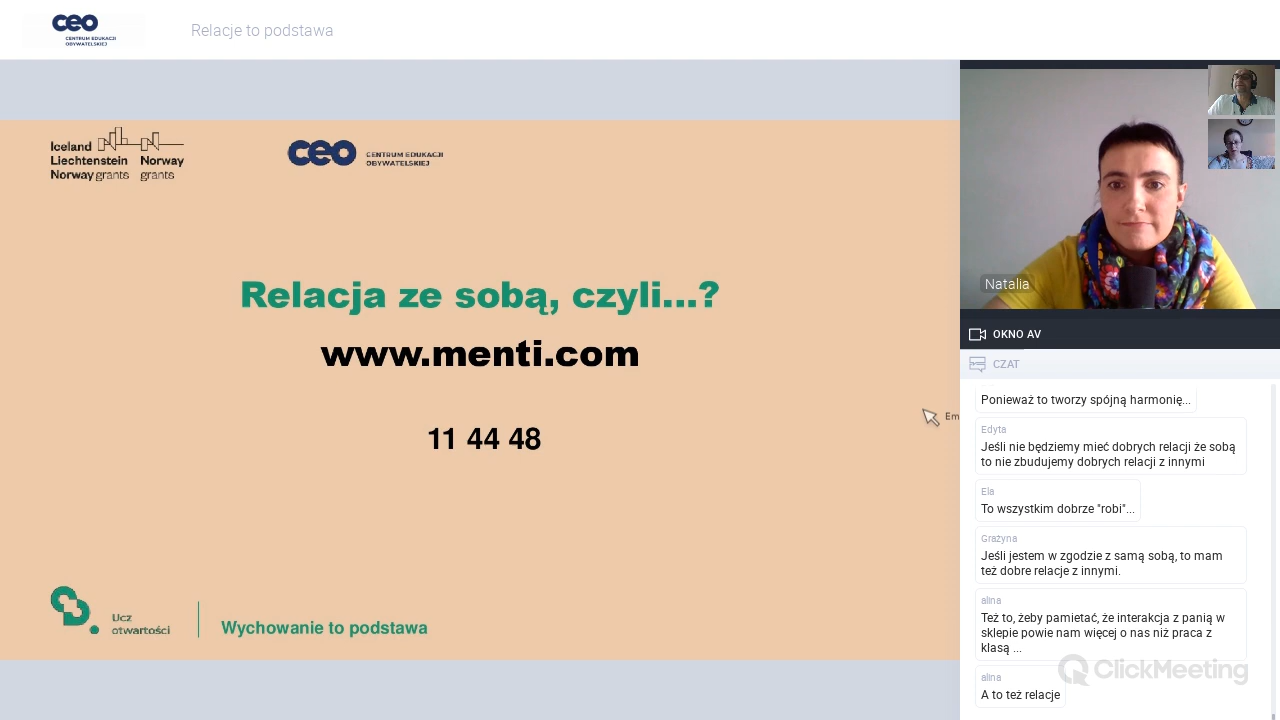 ceo
CENTRUM EDUKACJI
OBYWATELSKIEJ
Relacje to podstawa
Iceland
Liechtenstein
Norway grants
Norway
grants
ceo
CENTRUM EDUKACJI
OBYWATELSKIEJ
Relacja ze sobą, czyli...?
www.menti.com
11 44 48
Em
Ucz
otwartości
Wychowanie to podstawa
Natalia
OKNO AV
CZAT
Ponieważ to tworzy spójną harmonię...
Edyta
Jeśli nie będziemy mieć dobrych relacji że sobą
to nie zbudujemy dobrych relacji z innymi
Ela
To wszystkim dobrze "robi"...
Grażyna
Jeśli jestem w zgodzie z samą sobą, to mam
też dobre relacje z innymi.
alina
Też to, żeby pamietać, że interakcja z panią w
sklepie powie nam więcej o nas niż praca z
klasą ...
alina
A to też relacje
ClickMeeting